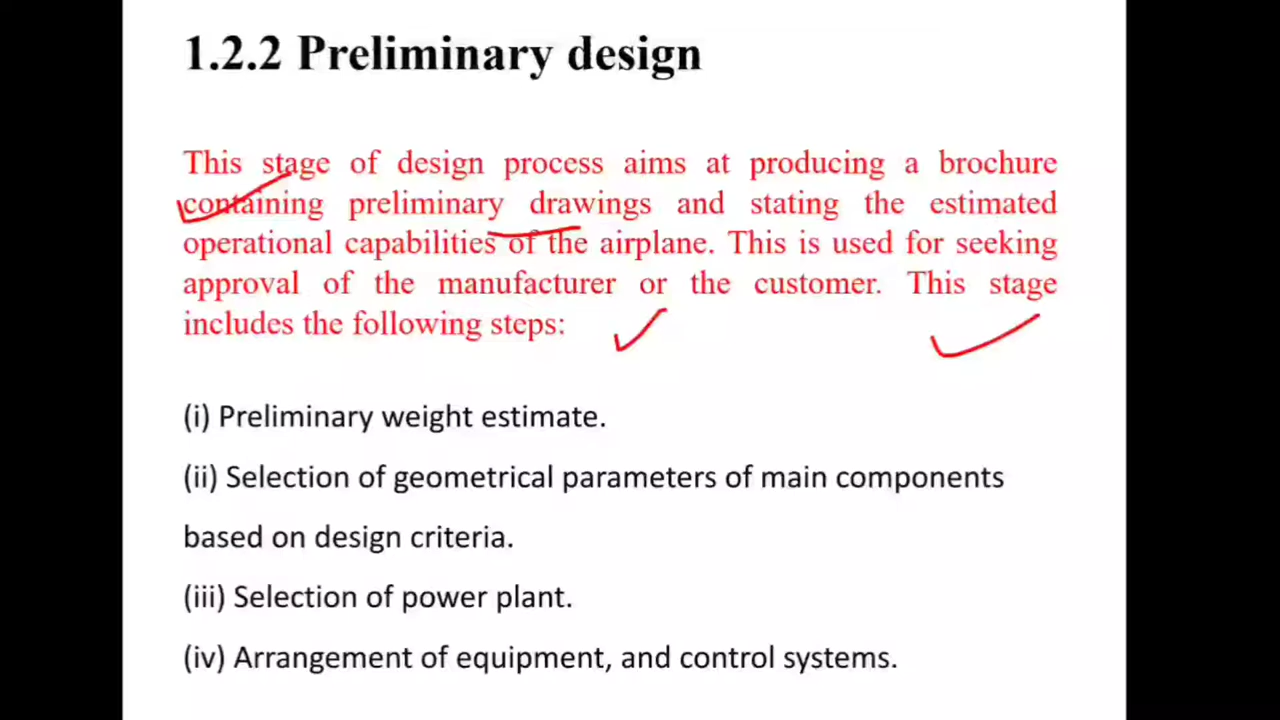 1.2.2 Preliminary design
This stage of design process aims at producing a brochure
containing preliminary drawings and stating the estimated
operational capabilities of the airplane. This is used for seeking
approval of the manufacturer or the customer. This stage
includes the following steps:
(i) Preliminary weight estimate.
(ii) Selection of geometrical parameters of main components
based on design criteria.
(iii) Selection of power plant.
(iv) Arrangement of equipment, and control systems.